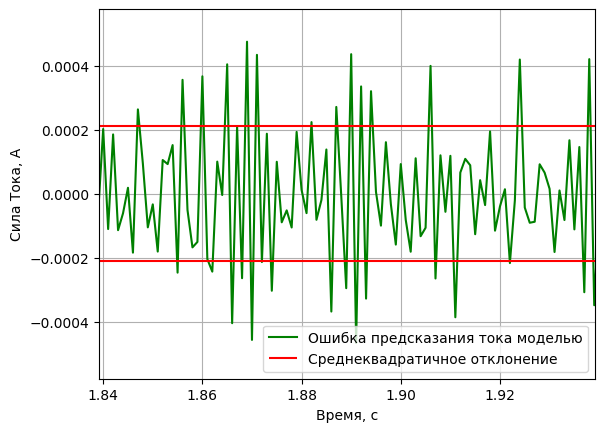 Сила Тока, А
0.0004
0.0002
0.0000
−0.0002
−0.0004
Ошибка предсказания тока моделью
Среднеквадратичное отклонение
1.84
1.86
1.88
1.90
1.92
Время, с